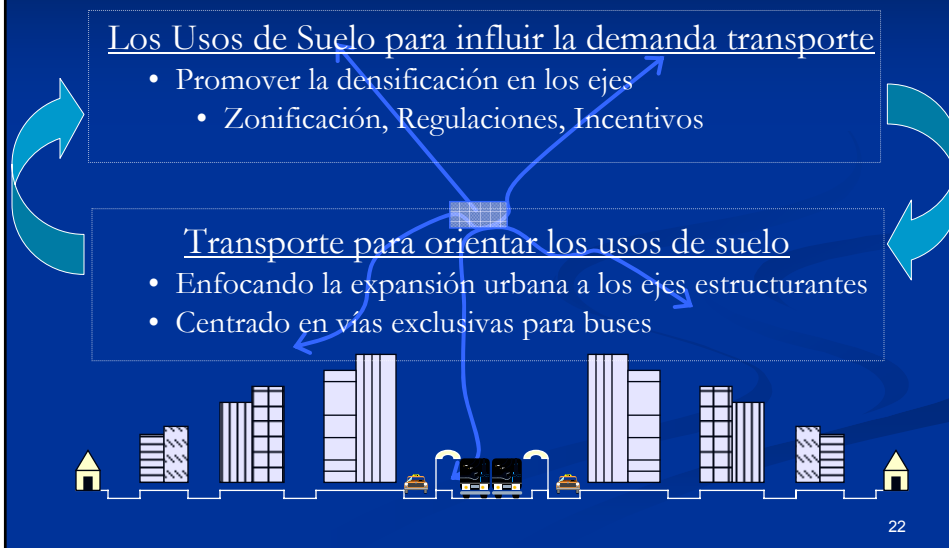 Los Usos de Suelo para influir la demanda transporte
• Promover la densificación en los ejes
• Zonificación, Regulaciones, Incentivos
Transporte para orientar los usos de suelo
• Enfocando la expansión urbana a los ejes estructurantes
• Centrado en vías exclusivas para buses
22